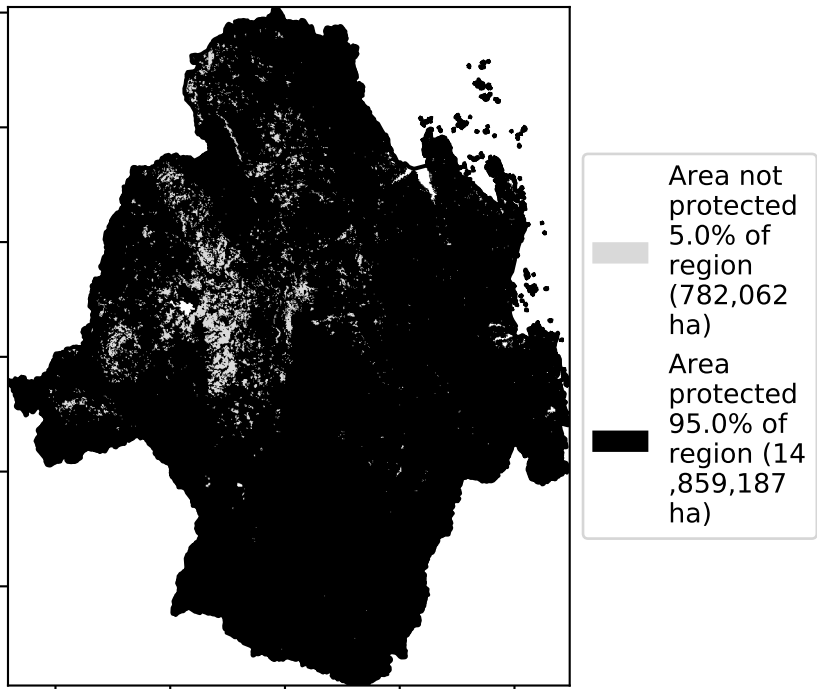 Area not
protected
5.0% of
region
(782,062
ha)
Area
protected
95.0% of
region (14
,859,187
ha)